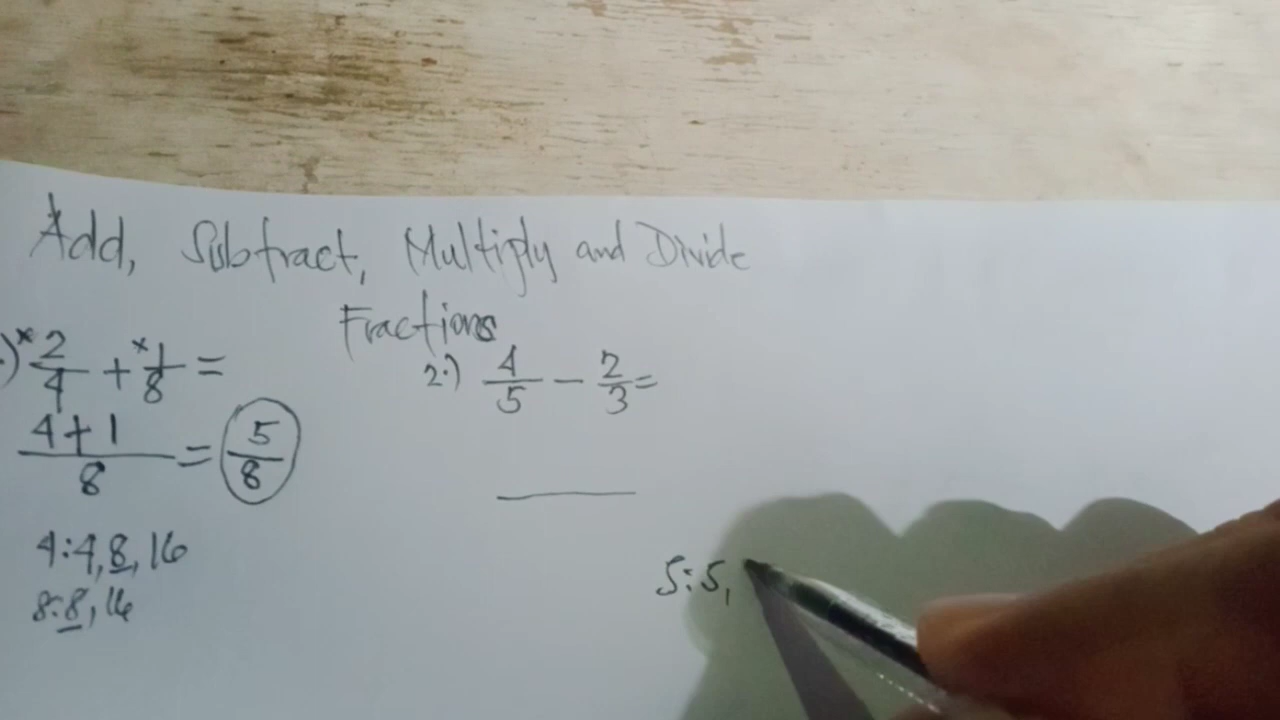 Add, Subtract, Multiply and Divide
Fractions
.) × 2/4 + × 1/8 =
4+1/8 = 5/8
4:4,8,16
8:8,16
2.) 4/5 − 2/3 =
5:5,